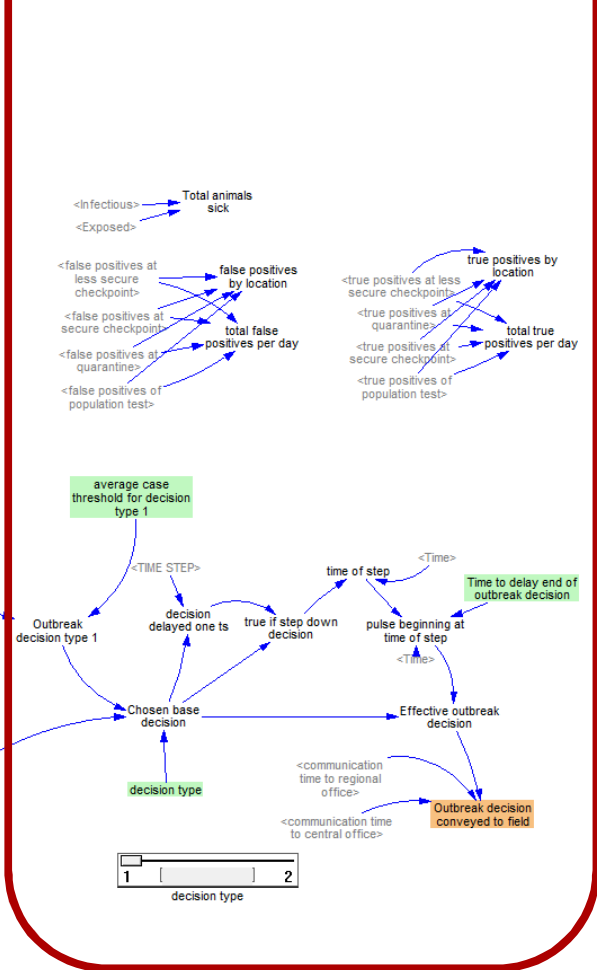 <Infectious>
Total animals
sick
<Exposed>
<false positives at
less secure
checkpoint>
false positives
by location
<false positives at
secure checkpoint>
total false
positives per day
<false positives at
quarantine>
<false positives of
population test>
true positives by
location
<true positives at less
secure checkpoint>
<true positives at
quarantine>
total true
positives per day
<true positives at
secure checkpoint>
<true positives of
population test>
average case
threshold for decision
type 1
<TIME STEP>
time of step
<Time>
Time to delay end of
outbreak decision
Outbreak
decision type 1
decision
delayed one ts
true if step down
decision
pulse beginning at
time of step
<Time>
Chosen base
decision
Effective outbreak
decision
decision type
<communication
time to regional
office>
<communication time
to central office>
Outbreak decision
conveyed to field
1 [ ] 2
decision type